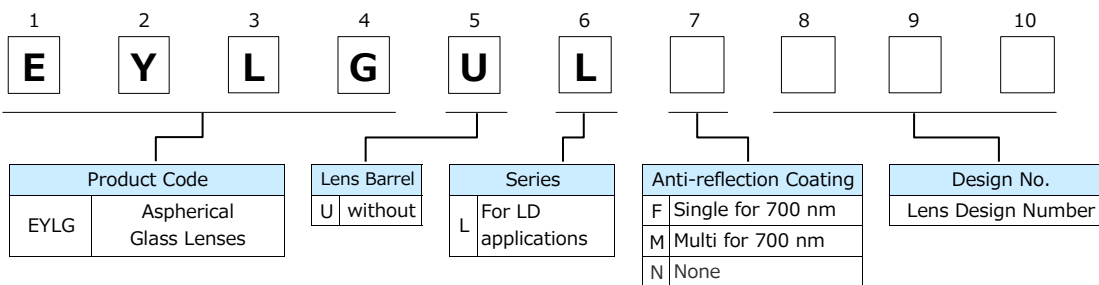 1 2 3 4 5 6 7 8 9 10
E Y L G U L
Product Code
EYLG Aspherical
Glass Lenses
Lens Barrel
U without
Series
L For LD
applications
Anti-reflection Coating
F Single for 700 nm
M Multi for 700 nm
N None
Design No.
Lens Design Number